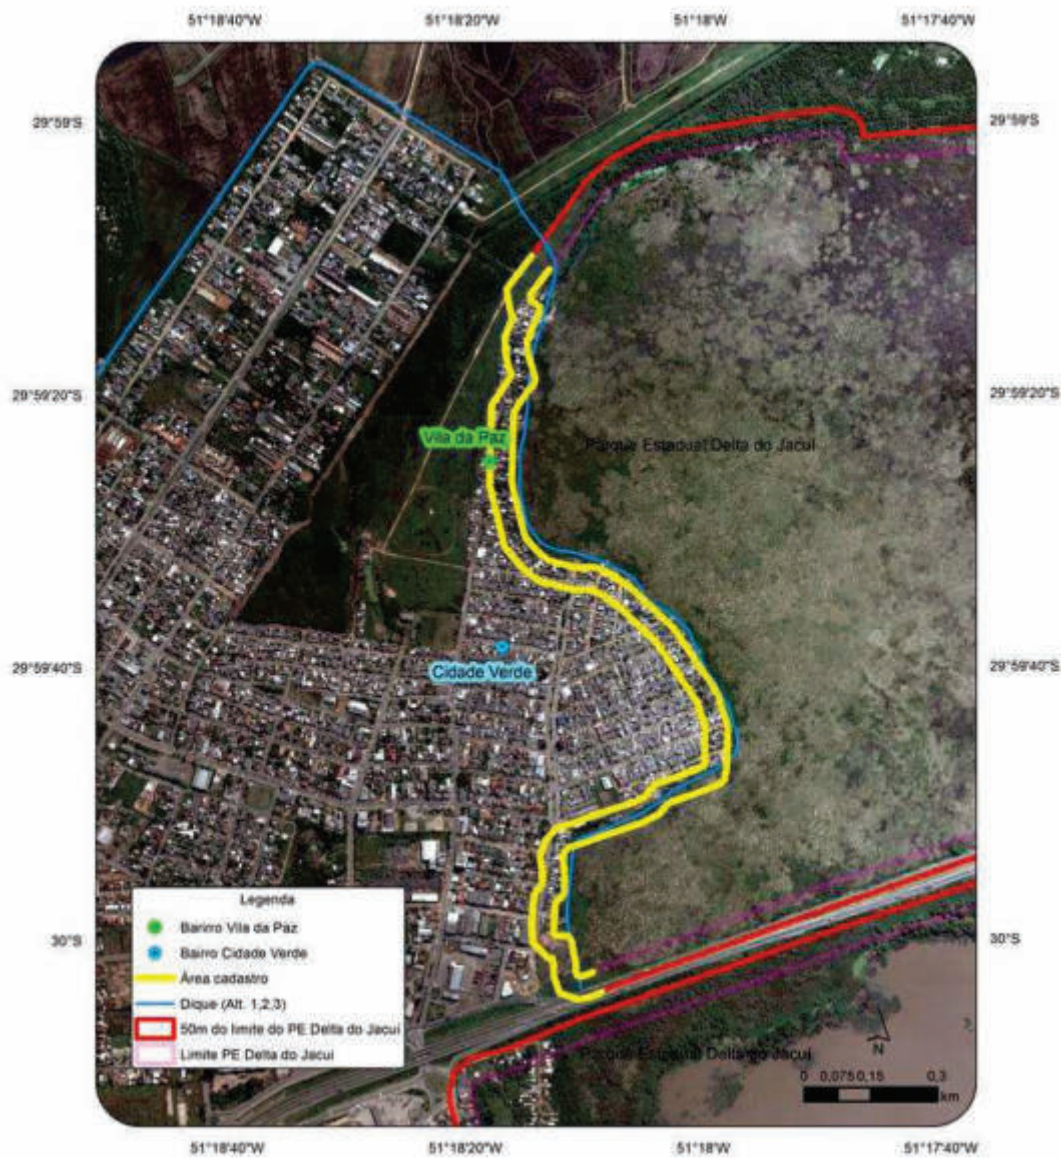 51°18'40"W 51°18'20"W 51°18'W 51°17'40"W
29°59'S 29°59'S
29°59'20"S 29°59'20"S
Vila da Paz
Parque Estadual Delta do Jacuí
29°59'40"S 29°59'40"S
Cidade Verde
30°S 30°S
Legenda
Bairro Vila da Paz
Bairro Cidade Verde
Área cadastro
Dique (Alt. 1,2,3)
50m do limite do PE Delta do Jacuí
Limite PE Delta do Jacuí
Parque Estadual Delta do Jacuí
N
0 0,075 0,15 0,3
km
51°18'40"W 51°18'20"W 51°18'W 51°17'40"W